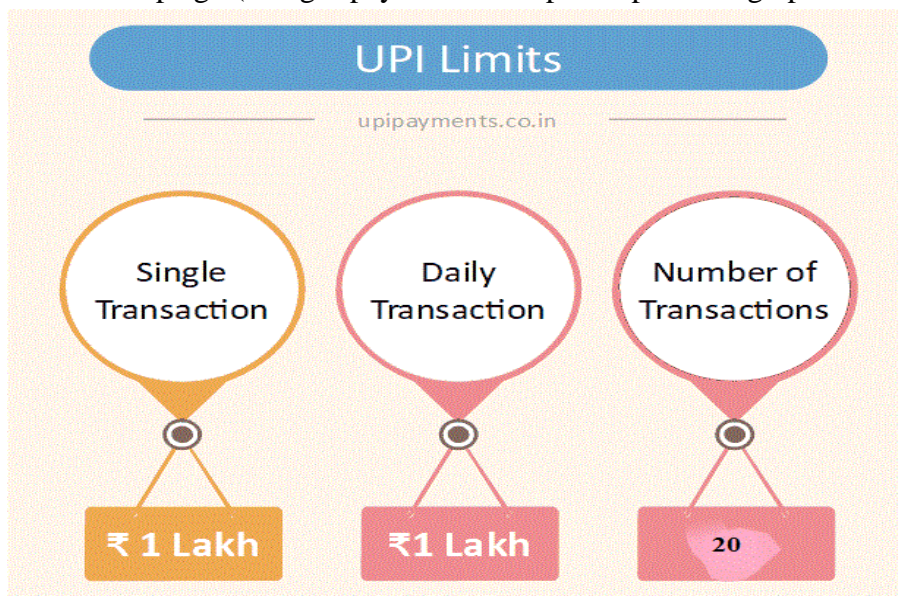 UPI Limits
upipayments.co.in
Single
Transaction
Daily
Transaction
Number of
Transactions
₹ 1 Lakh
₹1 Lakh
20